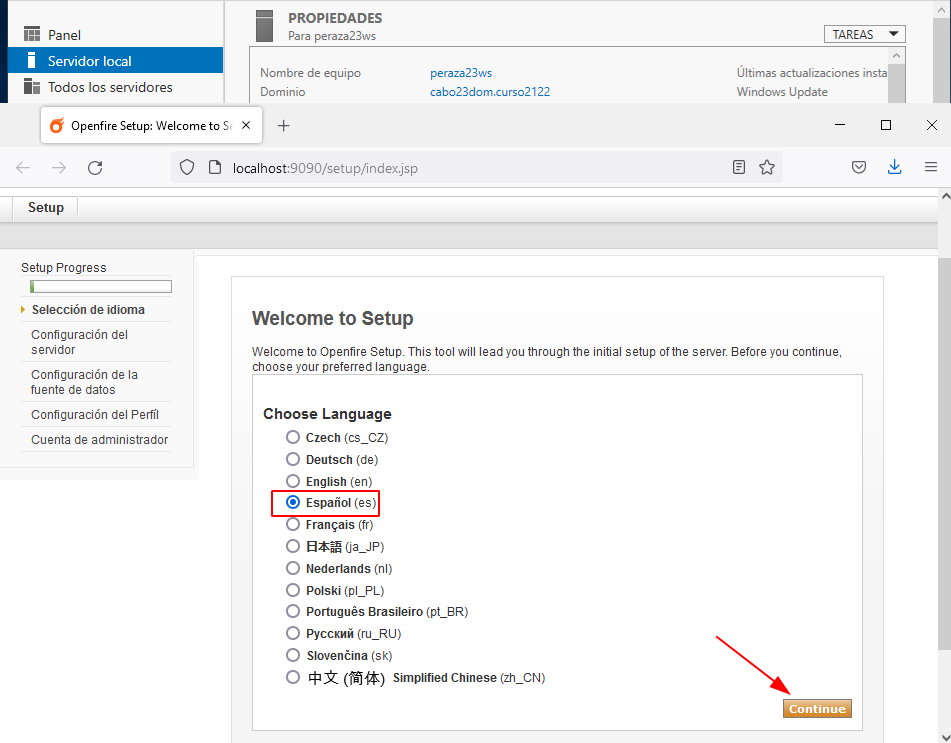 Panel
Servidor local
Todos los servidores
PROPIEDADES
Para peraza23ws
TAREAS
Nombre de equipo peraza23ws Últimas actualizaciones insta
Dominio cabo23dom.curso2122 Windows Update
Openfire Setup: Welcome to Se
localhost:9090/setup/index.jsp
Setup
Setup Progress
Selección de idioma
Configuración del
servidor
Configuración de la
fuente de datos
Configuración del Perfíl
Cuenta de administrador
Welcome to Setup
Welcome to Openfire Setup. This tool will lead you through the initial setup of the server. Before you continue,
choose your preferred language.
Choose Language
Czech (cs_CZ)
Deutsch (de)
English (en)
Español (es)
Français (fr)
日本語 (ja_JP)
Nederlands (nl)
Polski (pl_PL)
Português Brasileiro (pt_BR)
Русский (ru_RU)
Slovenčina (sk)
中文 (简体) Simplified Chinese (zh_CN)
Continue